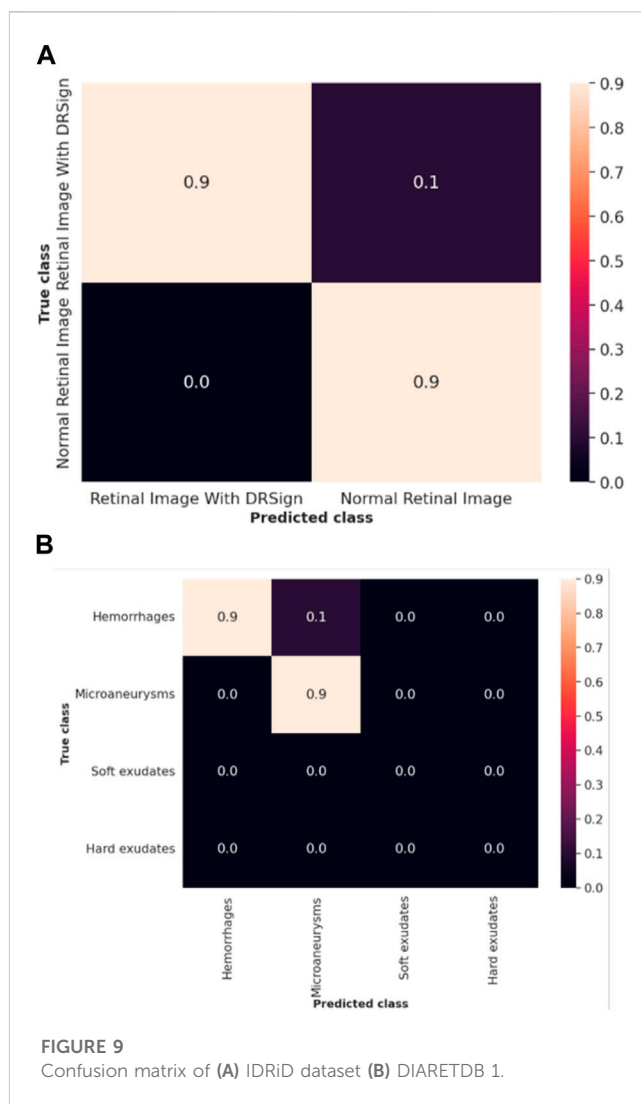 A
True class
Normal Retinal Image Retinal Image With DRSign
0.9 0.1
0.0 0.9
0.9
0.8
0.7
0.6
0.5
0.4
0.3
0.2
0.1
0.0
Retinal Image With DRSign Normal Retinal Image
Predicted class
B
True class
Hemorrhages 0.9 0.1 0.0 0.0
Microaneurysms 0.0 0.9 0.0 0.0
Soft exudates 0.0 0.0 0.0 0.0
Hard exudates 0.0 0.0 0.0 0.0
0.9
0.8
0.7
0.6
0.5
0.4
0.3
0.2
0.1
0.0
Hemorrhages
Microaneurysms
Soft exudates
Hard exudates
Predicted class
FIGURE 9
Confusion matrix of (A) IDRiD dataset (B) DIARETDB 1.